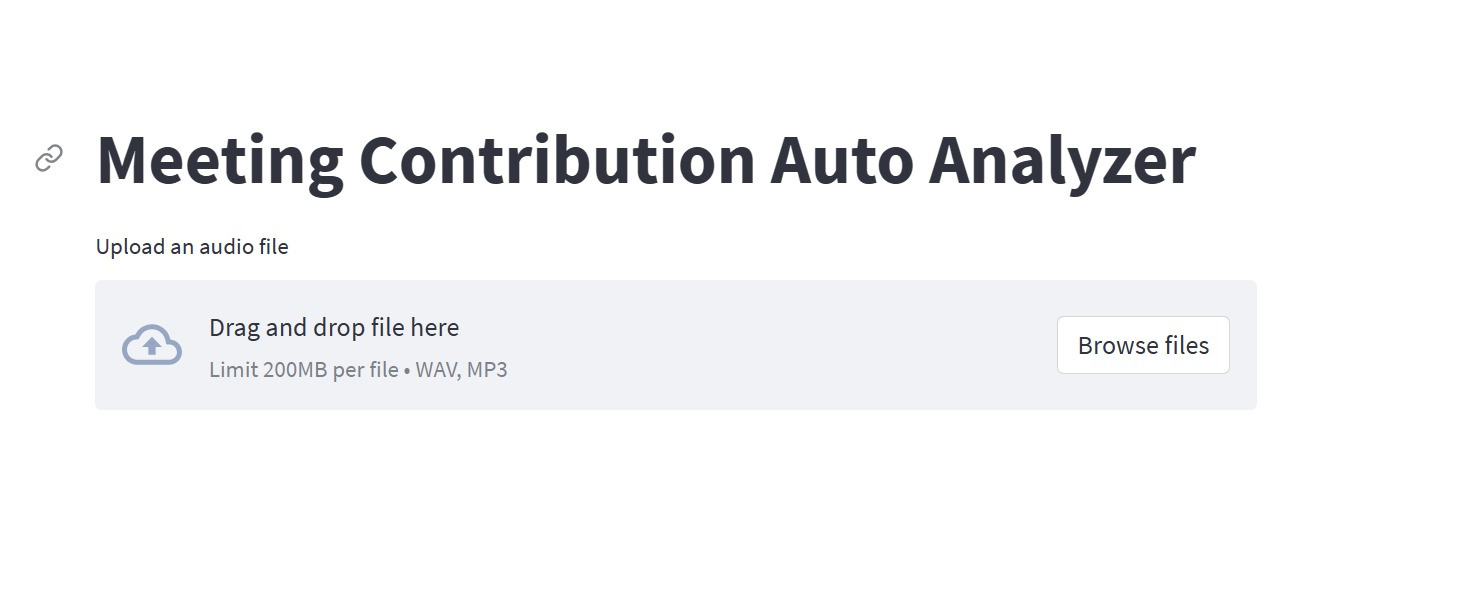 Meeting Contribution Auto Analyzer
Upload an audio file
Drag and drop file here
Limit 200MB per file • WAV, MP3
Browse files